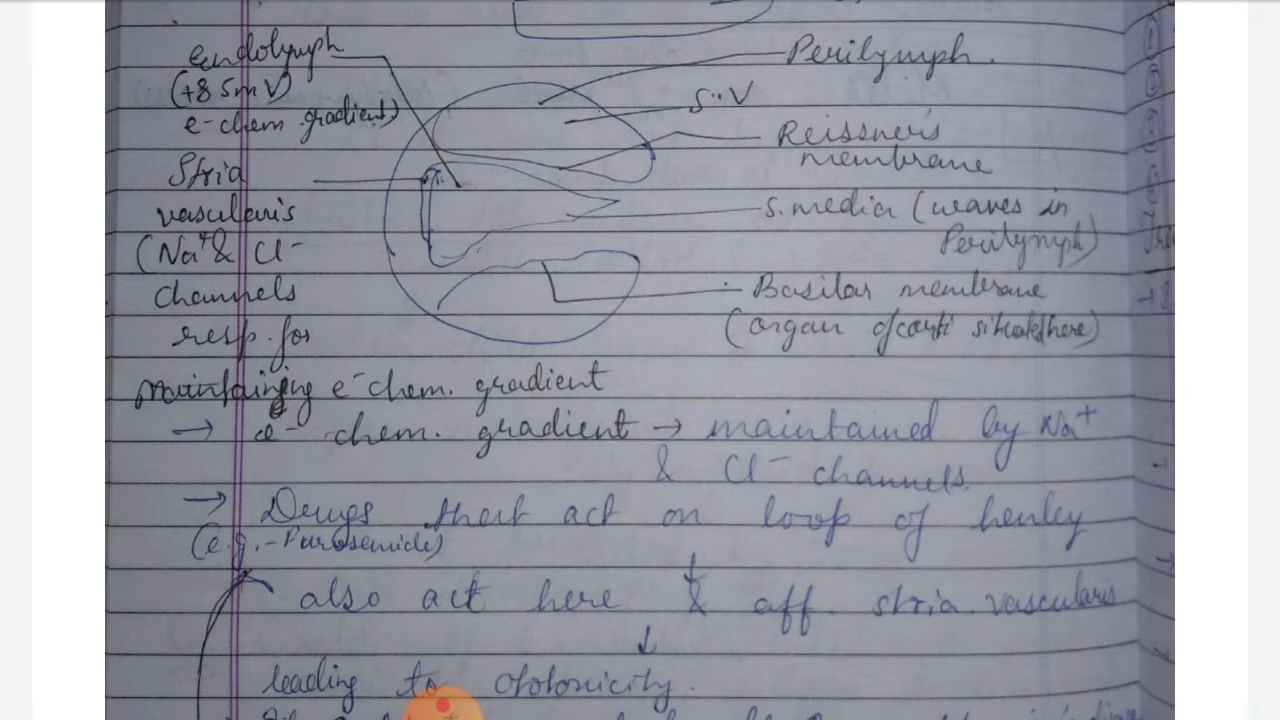 endolymph
(+85mV)
e-chem. gradient)
Stria
vascularis
(Na⁺ & Cl⁻
channels
resp. for
maintaining e⁻ chem. gradient
Perilymph.
S.V
Reissner's
membrane
S. media (waves in
Perilymph)
Basilar membrane
(organ of corti situated here)
→ e⁻ chem. gradient → maintained by Na⁺
& Cl⁻ channels.
→ Drugs that act on loop of henley
(e.g.-Furosemide)
also act here & aff. stria vascularis
↓
leading to ototoxicity.